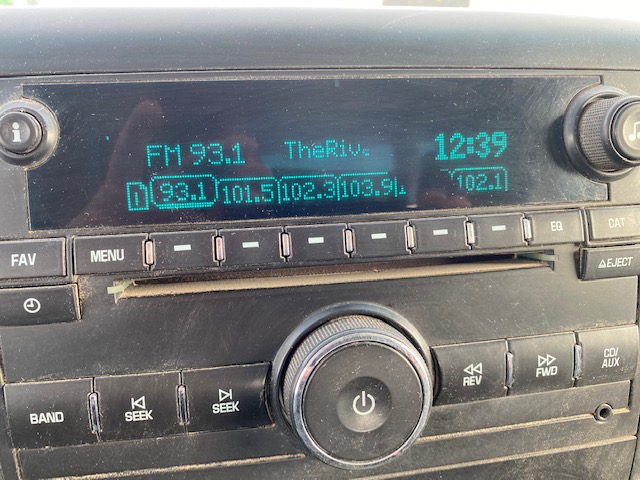 FM 93.1 TheRiv. 12:39
1 93.1 101.5 102.3 103.9 102.1
FAV MENU EQ CAT
EJECT
REV FWD CD/AUX
BAND SEEK SEEK